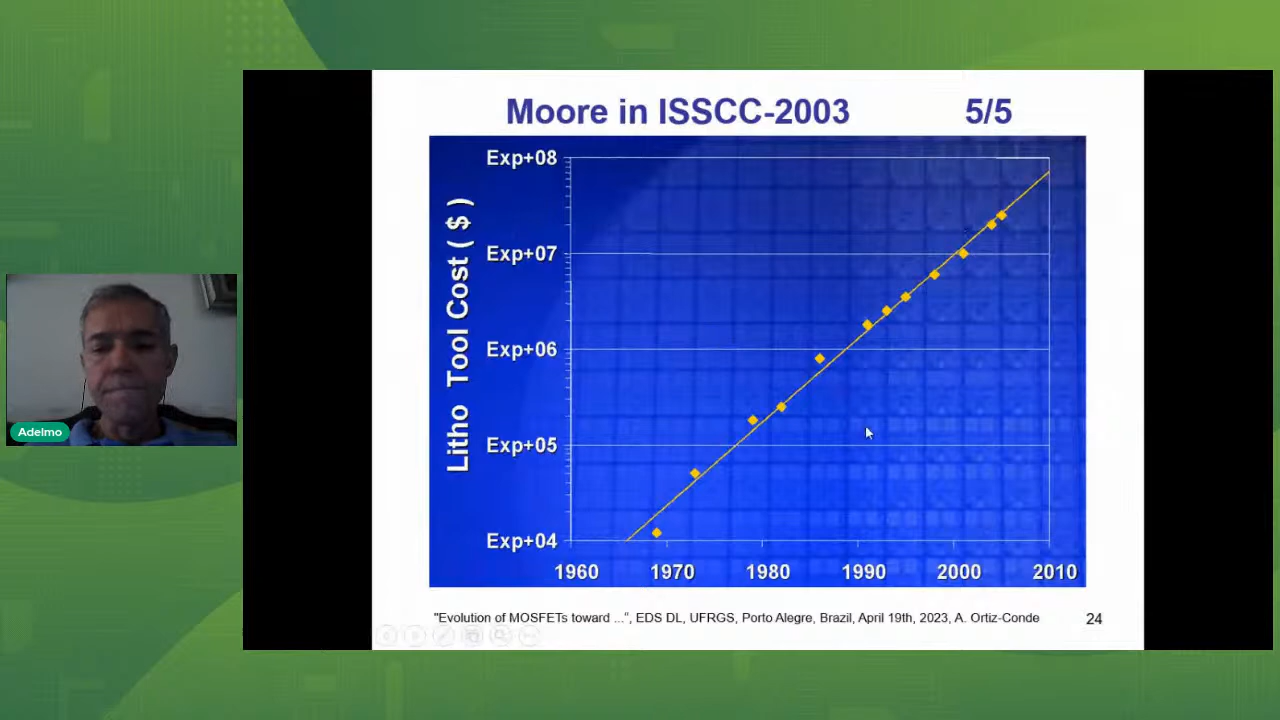 Moore in ISSCC-2003 5/5
Litho Tool Cost ( $ )
Exp+08
Exp+07
Exp+06
Exp+05
Exp+04
1960 1970 1980 1990 2000 2010
"Evolution of MOSFETs toward ...", EDS DL, UFRGS, Porto Alegre, Brazil, April 19th, 2023, A. Ortiz-Conde 24
Adelmo